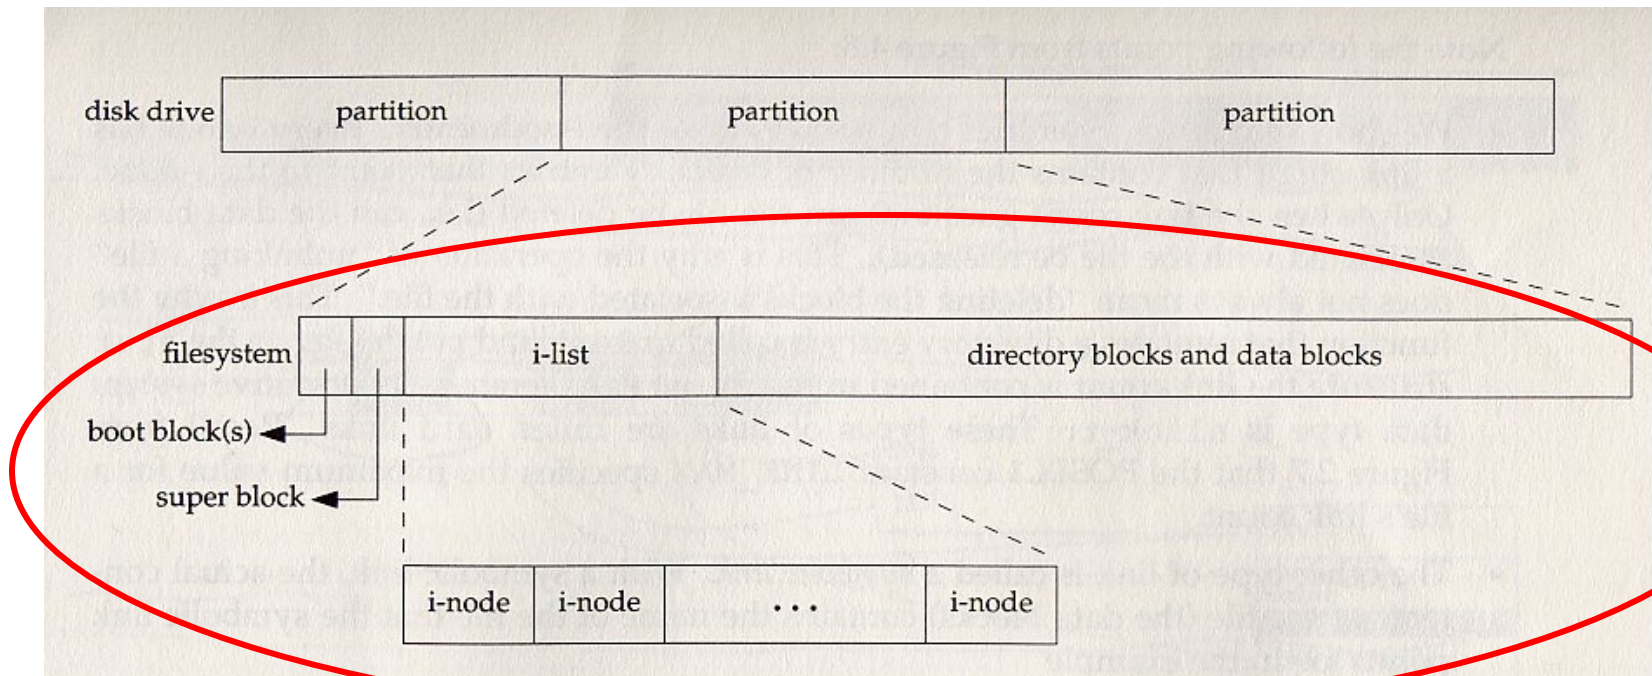 disk drive partition partition partition
filesystem i-list directory blocks and data blocks
boot block(s)
super block
i-node i-node ... i-node